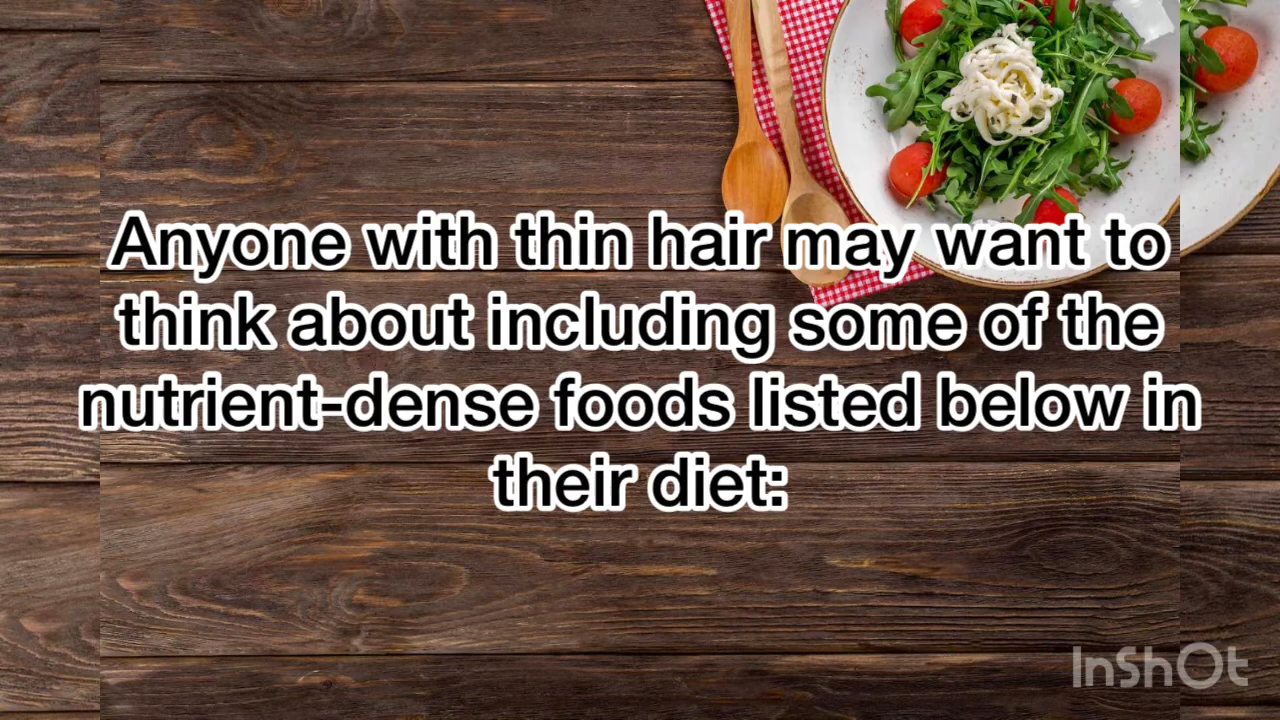 Anyone with thin hair may want to
think about including some of the
nutrient-dense foods listed below in
their diet:
InShOt